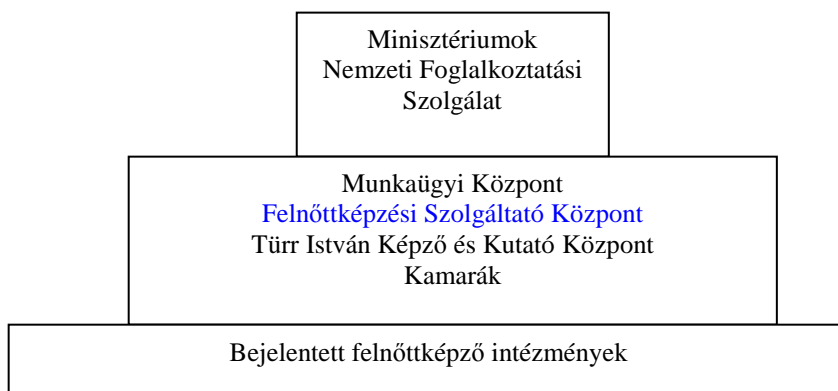 Minisztériumok
Nemzeti Foglalkoztatási
Szolgálat
Munkaügyi Központ
Felnőttképzési Szolgáltató Központ
Türr István Képző és Kutató Központ
Kamarák
Bejelentett felnőttképző intézmények